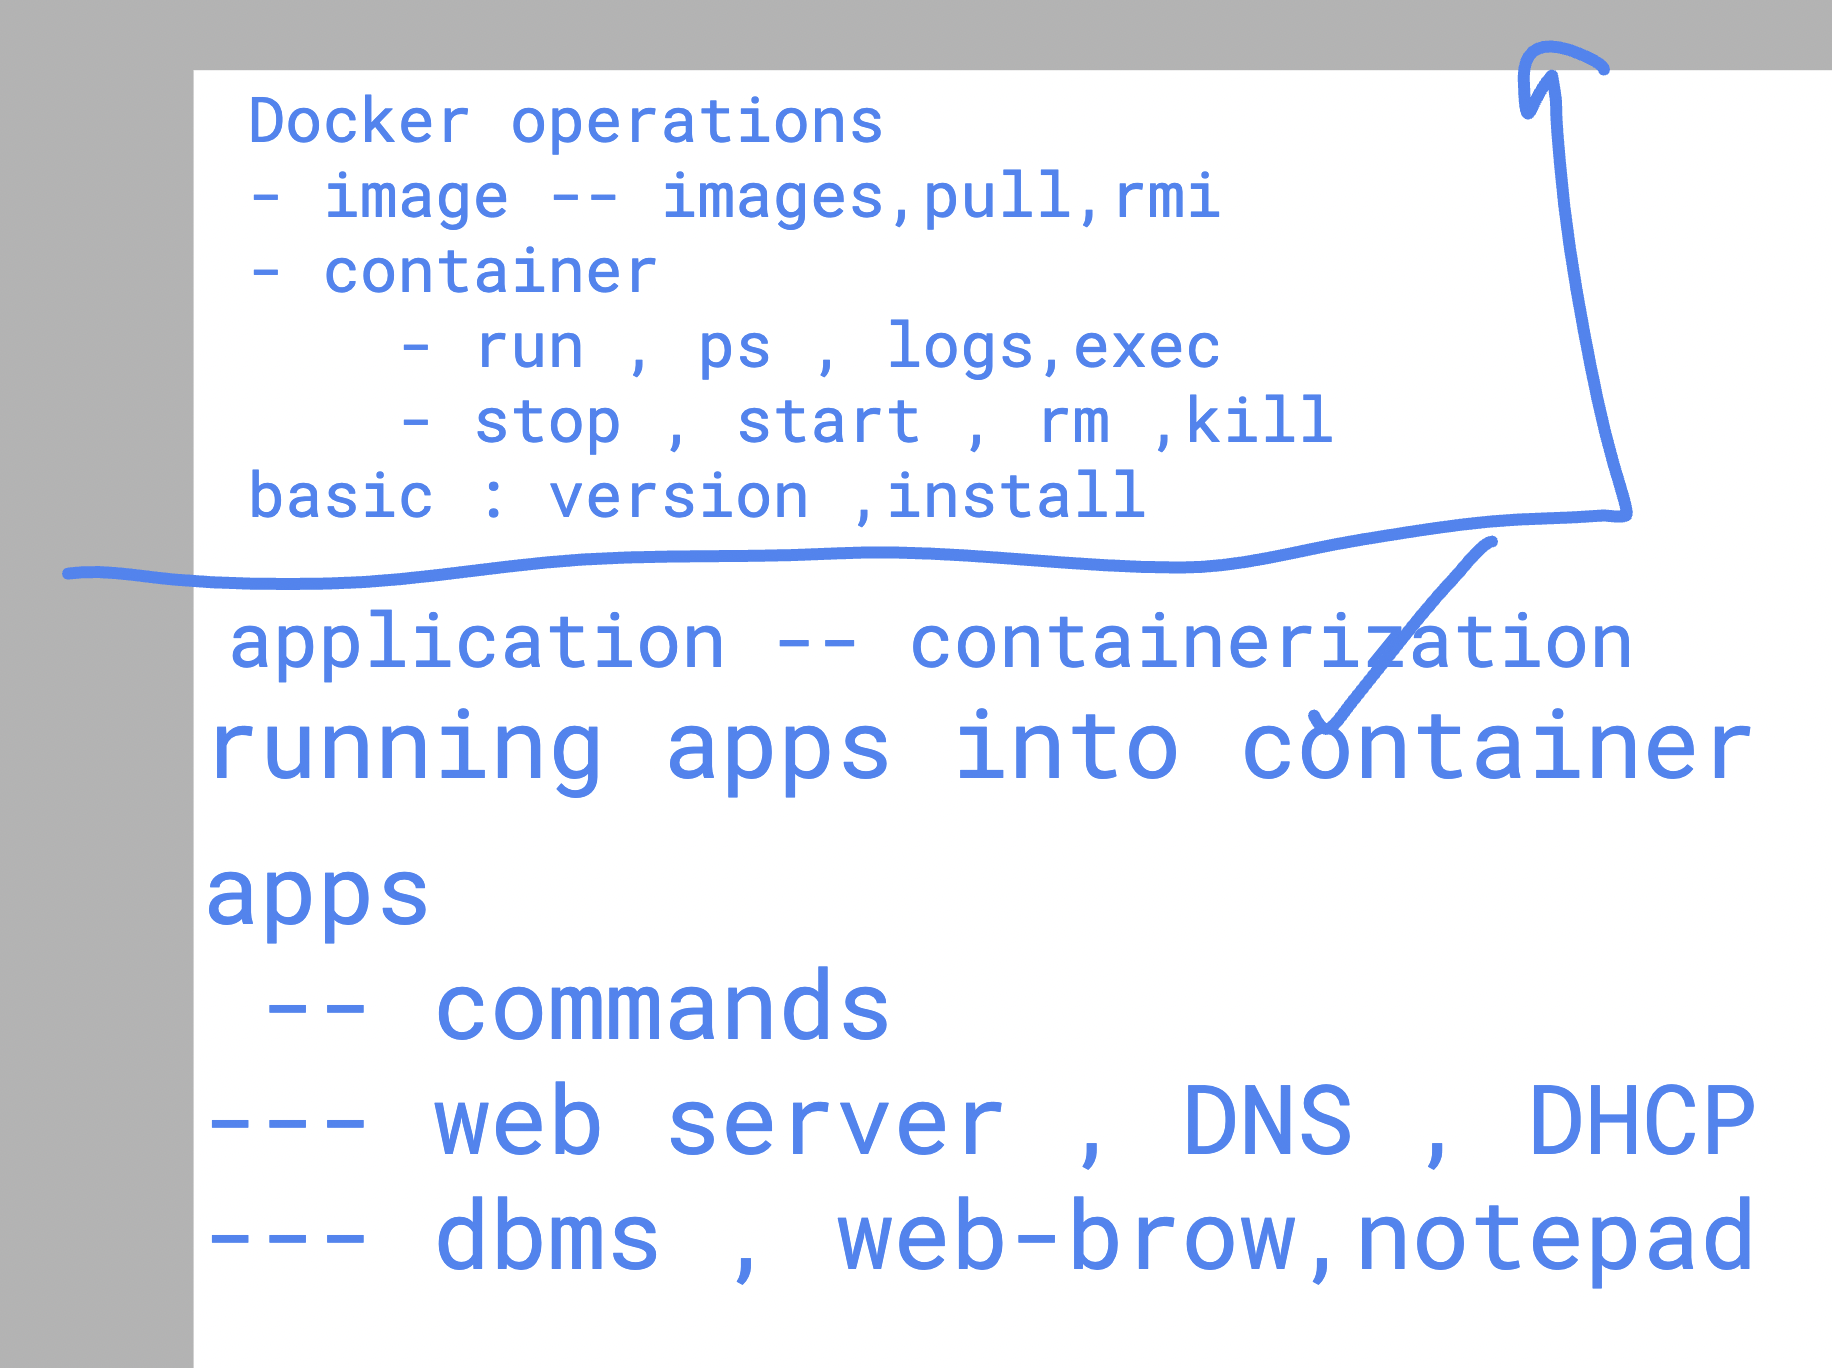 Docker operations
- image -- images,pull,rmi
- container
- run , ps , logs,exec
- stop , start , rm ,kill
basic : version ,install
application -- containerization
running apps into container
apps
-- commands
--- web server , DNS , DHCP
--- dbms , web-brow,notepad